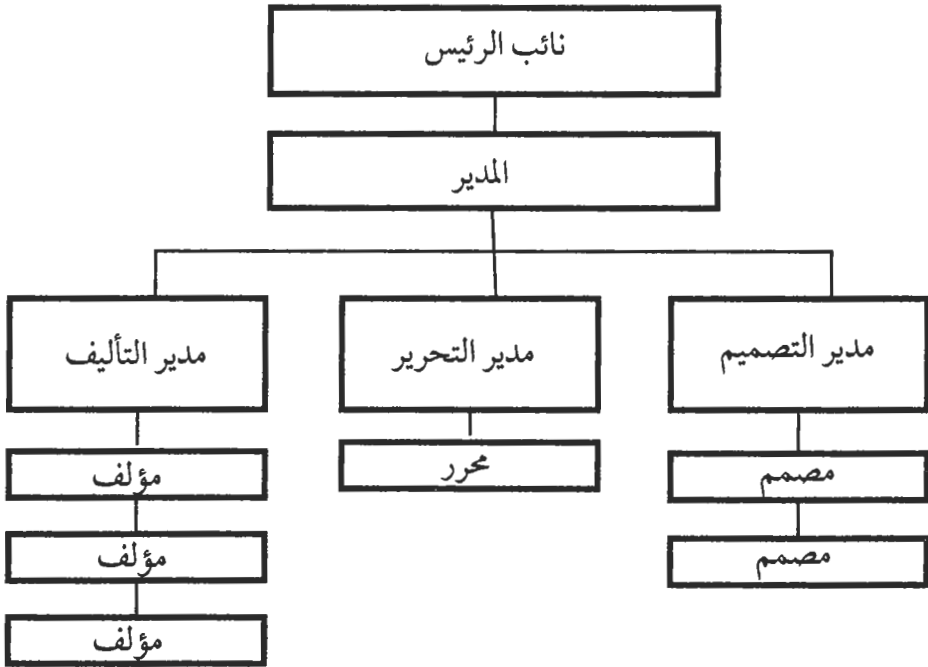 نائب الرئيس
المدير
مدير التصميم
مدير التحرير
مدير التأليف
مصمم
محرر
مؤلف
مصمم
مؤلف
مؤلف